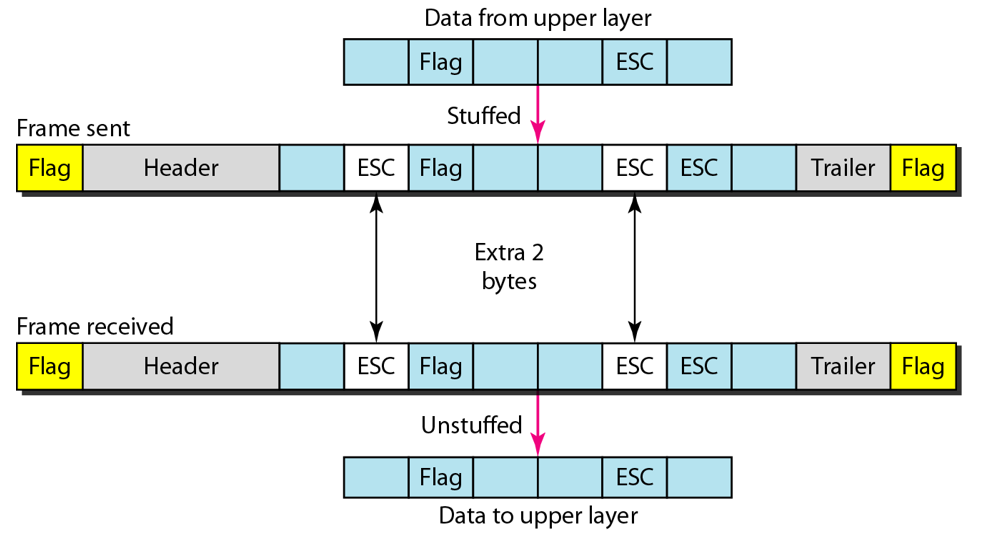 Data from upper layer
Flag ESC
Stuffed
Frame sent
Flag Header ESC Flag ESC ESC Trailer Flag
Extra 2
bytes
Frame received
Flag Header ESC Flag ESC ESC Trailer Flag
Unstuffed
Flag ESC
Data to upper layer